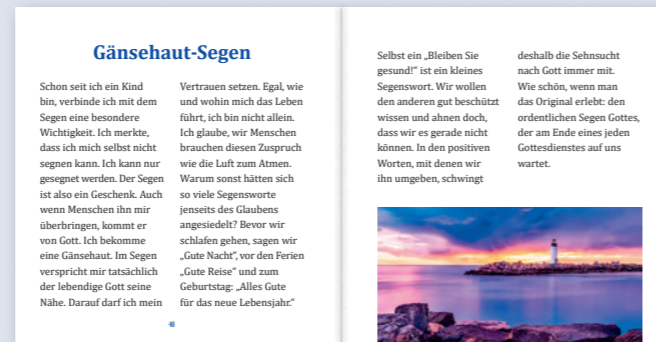 Gänsehaut-Segen
Schon seit ich ein Kind
bin, verbinde ich mit dem
Segen eine besondere
Wichtigkeit. Ich merkte,
dass ich mich selbst nicht
segnen kann. Ich kann nur
gesegnet werden. Der Segen
ist also ein Geschenk. Auch
wenn Menschen ihn mir
überbringen, kommt er
von Gott. Ich bekomme
eine Gänsehaut. Im Segen
verspricht mir tatsächlich
der lebendige Gott seine
Nähe. Darauf darf ich mein
Vertrauen setzen. Egal, wie
und wohin mich das Leben
führt, ich bin nicht allein.
Ich glaube, wir Menschen
brauchen diesen Zuspruch
wie die Luft zum Atmen.
Warum sonst hätten sich
so viele Segensworte
jenseits des Glaubens
angesiedelt? Bevor wir
schlafen gehen, sagen wir
„Gute Nacht“, vor den Ferien
„Gute Reise“ und zum
Geburtstag: „Alles Gute
für das neue Lebensjahr.“
Selbst ein „Bleiben Sie
gesund!“ ist ein kleines
Segenswort. Wir wollen
den anderen gut beschützt
wissen und ahnen doch,
dass wir es gerade nicht
können. In den positiven
Worten, mit denen wir
ihn umgeben, schwingt
deshalb die Sehnsucht
nach Gott immer mit.
Wie schön, wenn man
das Original erlebt: den
ordentlichen Segen Gottes,
der am Ende eines jeden
Gottesdienstes auf uns
wartet.